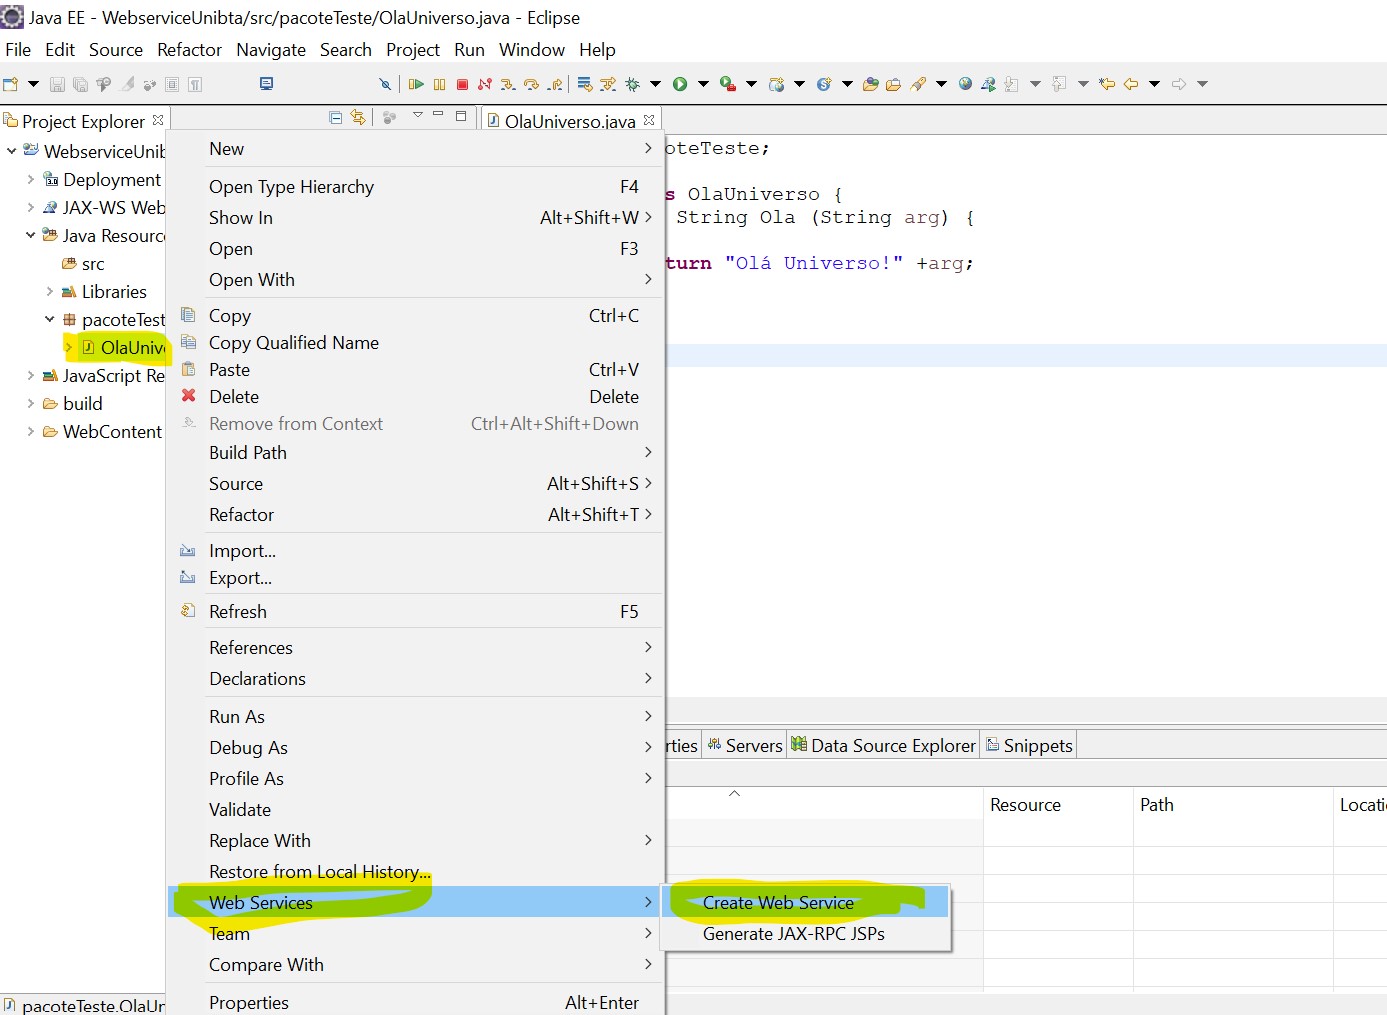 Java EE - WebserviceUnibta/src/pacoteTeste/OlaUniverso.java - Eclipse
File Edit Source Refactor Navigate Search Project Run Window Help
Project Explorer
OlaUniverso.java
WebserviceUnib
Deployment
JAX-WS Web
Java Resourc
src
Libraries
pacoteTest
OlaUniv
JavaScript Re
build
WebContent
New
Open Type Hierarchy F4
Show In Alt+Shift+W
Open F3
Open With
Copy Ctrl+C
Copy Qualified Name
Paste Ctrl+V
Delete Delete
Remove from Context Ctrl+Alt+Shift+Down
Build Path
Source Alt+Shift+S
Refactor Alt+Shift+T
Import...
Export...
Refresh F5
References
Declarations
Run As
Debug As
Profile As
Validate
Replace With
Restore from Local History...
Web Services
Team
Compare With
Properties Alt+Enter
Create Web Service
Generate JAX-RPC JSPs
oteTeste;
s OlaUniverso {
String Ola (String arg) {
turn "Olá Universo!" +arg;
rties Servers Data Source Explorer Snippets
Resource Path Locati
pacoteTeste.OlaUn